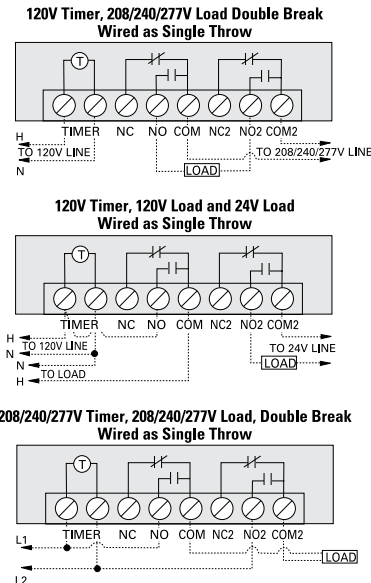 120V Timer, 208/240/277V Load Double Break
Wired as Single Throw
T
TIMER NC NO COM NC2 NO2 COM2
H
TO 120V LINE
TO 208/240/277V LINE
N
LOAD
120V Timer, 120V Load and 24V Load
Wired as Single Throw
T
TIMER NC NO COM NC2 NO2 COM2
H
TO 120V LINE
TO 24V LINE
N
LOAD
N
TO LOAD
H
208/240/277V Timer, 208/240/277V Load, Double Break
Wired as Single Throw
T
TIMER NC NO COM NC2 NO2 COM2
L1
LOAD
L2